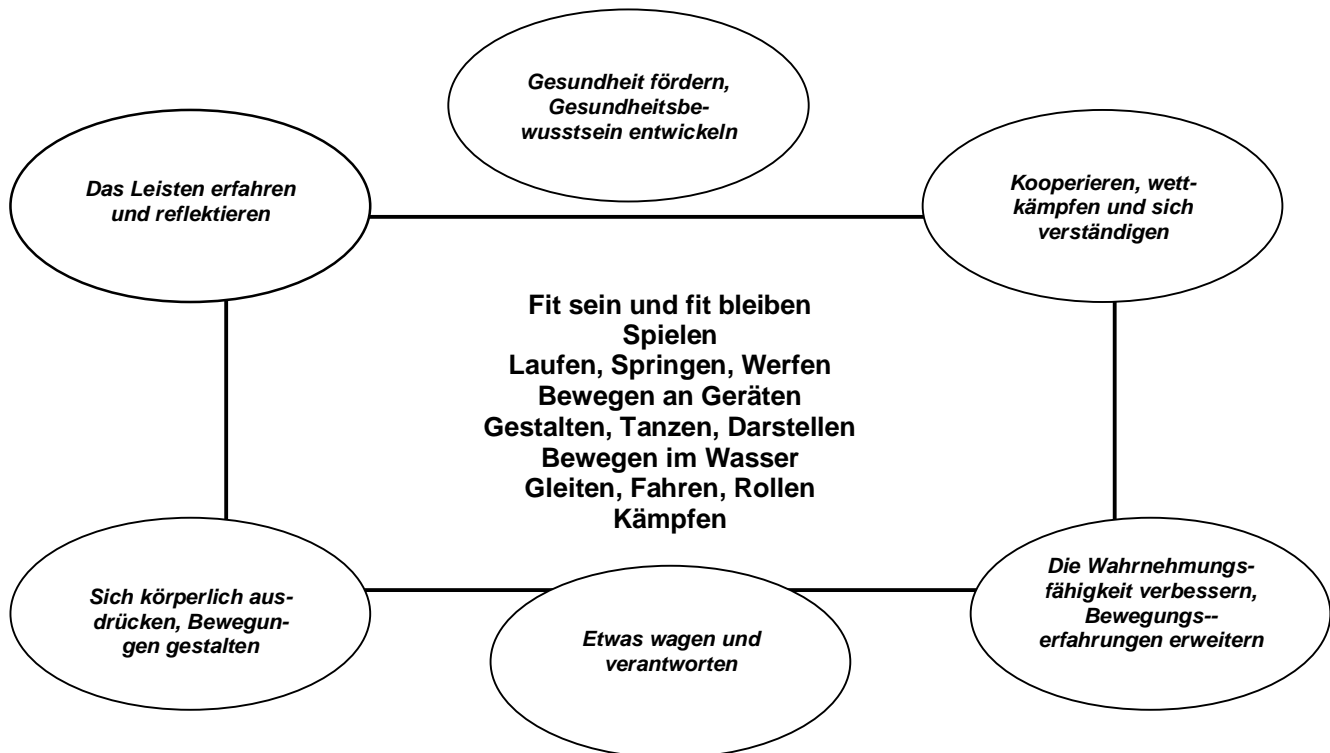 Gesundheit fördern,
Gesundheitsbe-
wusstsein entwickeln
Das Leisten erfahren
und reflektieren
Kooperieren, wett-
kämpfen und sich
verständigen
Fit sein und fit bleiben
Spielen
Laufen, Springen, Werfen
Bewegen an Geräten
Gestalten, Tanzen, Darstellen
Bewegen im Wasser
Gleiten, Fahren, Rollen
Kämpfen
Sich körperlich aus-
drücken, Bewegun-
gen gestalten
Etwas wagen und
verantworten
Die Wahrnehmungs-
fähigkeit verbessern,
Bewegungs--
erfahrungen erweitern